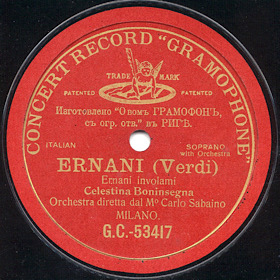 CONCERT RECORD "GRAMOPHONE"
TRADE MARK
PATENTED PATENTED
Изготовлено "О-вомъ ГРАМОФОНЪ,
съ огр. отв." въ РИГѢ.
ITALIAN SOPRANO,
with Orchestra
ERNANI (Verdi)
Ernani involami
Celestina Boninsegna
Orchestra diretta dal Mº Carlo Sabaino
MILANO.
G.C.-53417